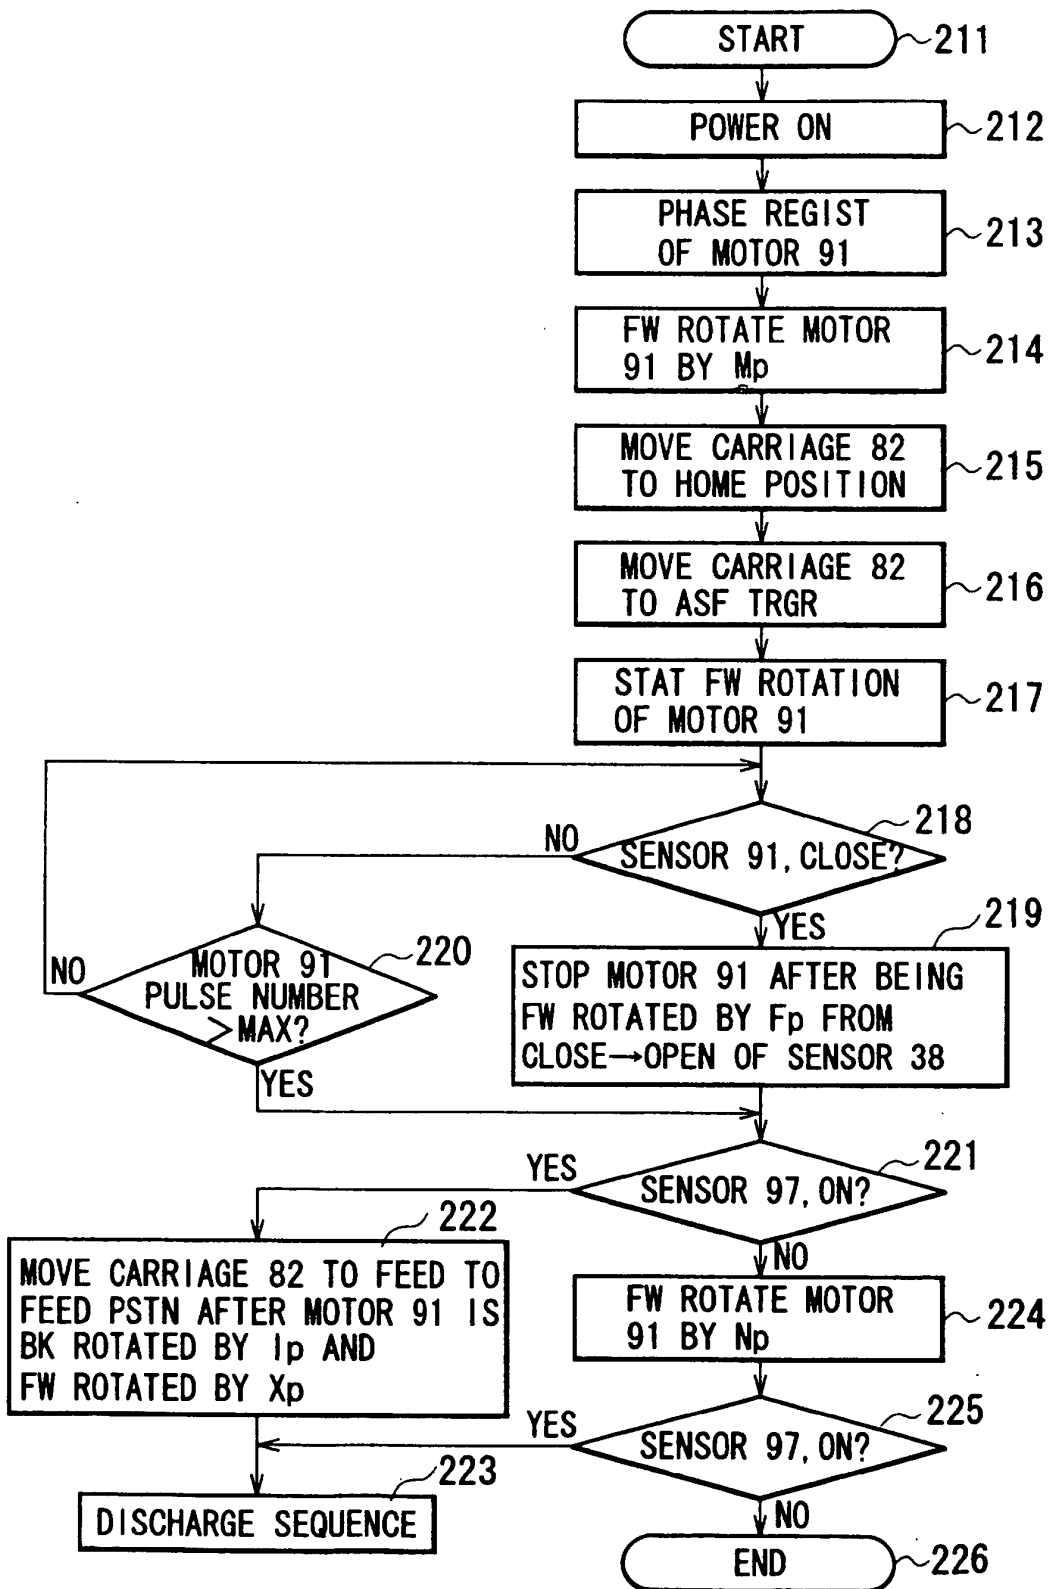 START
211
POWER ON
212
PHASE REGIST
OF MOTOR 91
213
FW ROTATE MOTOR
91 BY Mp
214
MOVE CARRIAGE 82
TO HOME POSITION
215
MOVE CARRIAGE 82
TO ASF TRGR
216
STAT FW ROTATION
OF MOTOR 91
217
218
SENSOR 91, CLOSE?
NO
YES
219
STOP MOTOR 91 AFTER BEING
FW ROTATED BY Fp FROM
CLOSE→OPEN OF SENSOR 38
220
MOTOR 91
PULSE NUMBER
>MAX?
NO
YES
221
SENSOR 97, ON?
YES
NO
222
MOVE CARRIAGE 82 TO FEED TO
FEED PSTN AFTER MOTOR 91 IS
BK ROTATED BY Ip AND
FW ROTATED BY Xp
FW ROTATE MOTOR
91 BY Np
224
225
SENSOR 97, ON?
YES
NO
223
DISCHARGE SEQUENCE
END
226